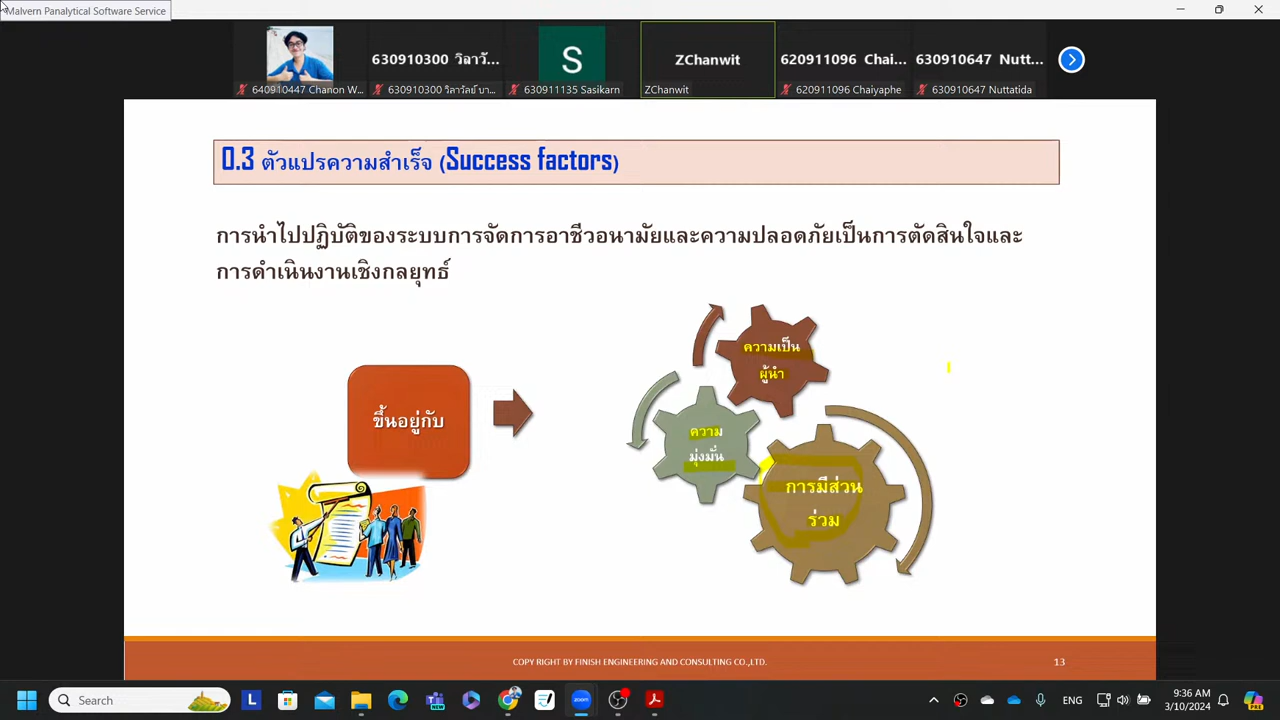 Malvern Panalytical Software Service
630910300 วิลาวั...
S
ZChanwit
620911096 Chai...
630910647 Nutt...
640910447 Chanon W...
630910300 วิลาวัลย์ บา...
630911135 Sasikarn
ZChanwit
620911096 Chaiyaphe
630910647 Nuttatida
0.3 ตัวแปรความสำเร็จ (Success factors)
การนำไปปฏิบัติของระบบการจัดการอาชีวอนามัยและความปลอดภัยเป็นการตัดสินใจและ
การดำเนินงานเชิงกลยุทธ์
ขึ้นอยู่กับ
ความเป็น
ผู้นำ
ความ
มุ่งมั่น
การมีส่วน
ร่วม
COPY RIGHT BY FINISH ENGINEERING AND CONSULTING CO.,LTD.
13
Search
L
zoom
ENG
9:36 AM
3/10/2024